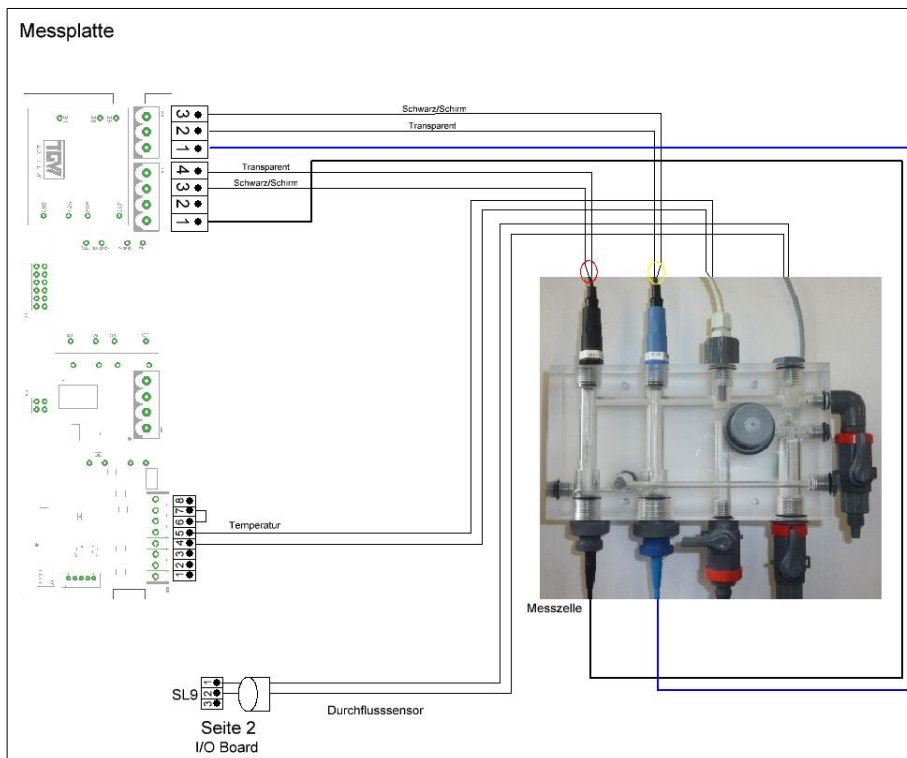 Messplatte
Schwarz/Schirm
Transparent
3
2
1
Transparent
Schwarz/Schirm
4
3
2
1
8
7
6
5
4
3
2
1
Temperatur
Messzelle
SL9
1
2
3
Durchflusssensor
Seite 2
I/O Board